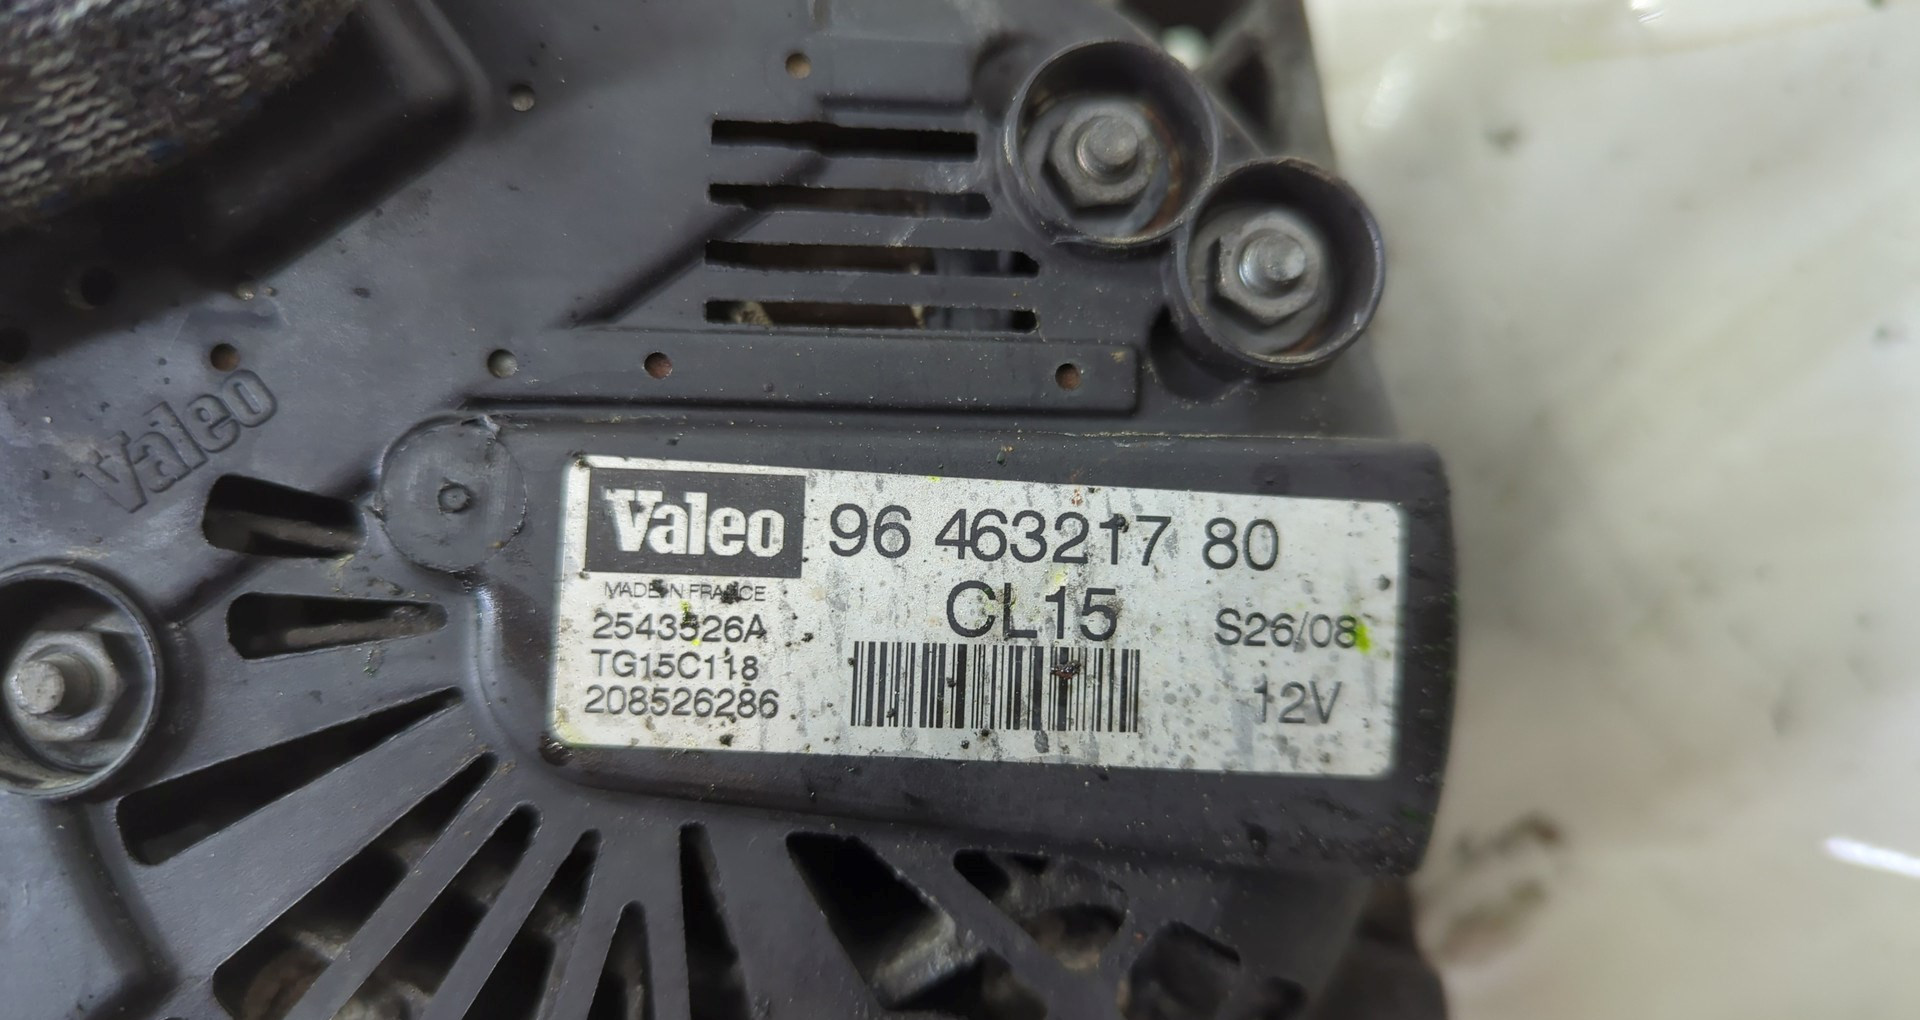 Valeo
Valeo 96 463217 80
MADE IN FRANCE
CL15
2543526A
S26/08
TG15C118
208526286
12V